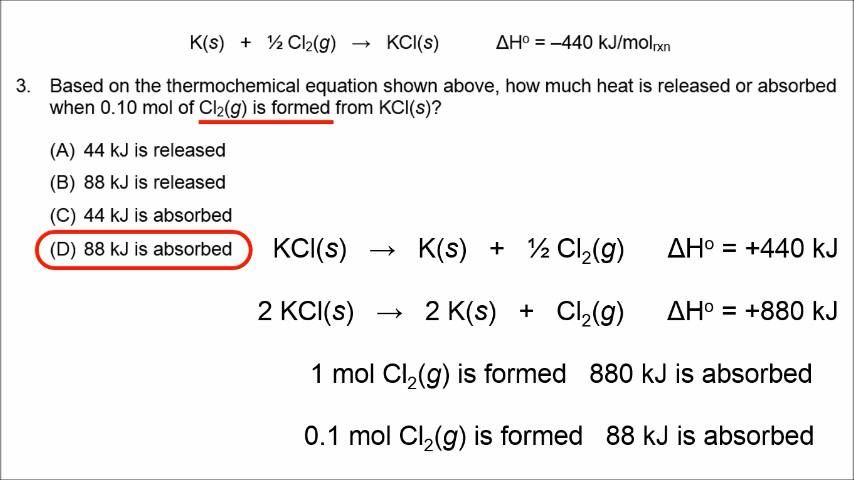 K(s) + ½ Cl₂(g) → KCl(s) ΔHº = –440 kJ/molᵣₓₙ
3. Based on the thermochemical equation shown above, how much heat is released or absorbed
when 0.10 mol of Cl₂(g) is formed from KCl(s)?
(A) 44 kJ is released
(B) 88 kJ is released
(C) 44 kJ is absorbed
(D) 88 kJ is absorbed
KCl(s) → K(s) + ½ Cl₂(g) ΔHº = +440 kJ
2 KCl(s) → 2 K(s) + Cl₂(g) ΔHº = +880 kJ
1 mol Cl₂(g) is formed 880 kJ is absorbed
0.1 mol Cl₂(g) is formed 88 kJ is absorbed